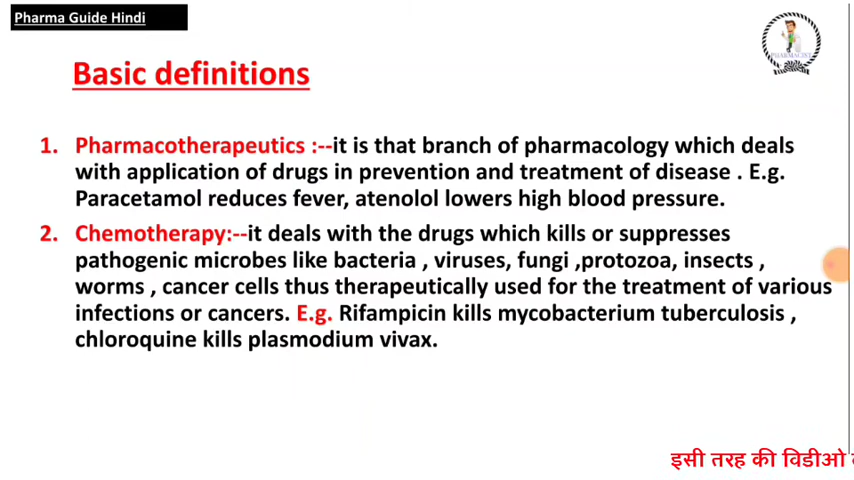 Pharma Guide Hindi
PHARMACIST
Basic definitions
1. Pharmacotherapeutics :--it is that branch of pharmacology which deals
with application of drugs in prevention and treatment of disease . E.g.
Paracetamol reduces fever, atenolol lowers high blood pressure.
2. Chemotherapy:--it deals with the drugs which kills or suppresses
pathogenic microbes like bacteria , viruses, fungi ,protozoa, insects ,
worms , cancer cells thus therapeutically used for the treatment of various
infections or cancers. E.g. Rifampicin kills mycobacterium tuberculosis ,
chloroquine kills plasmodium vivax.
इसी तरह की विडीओ